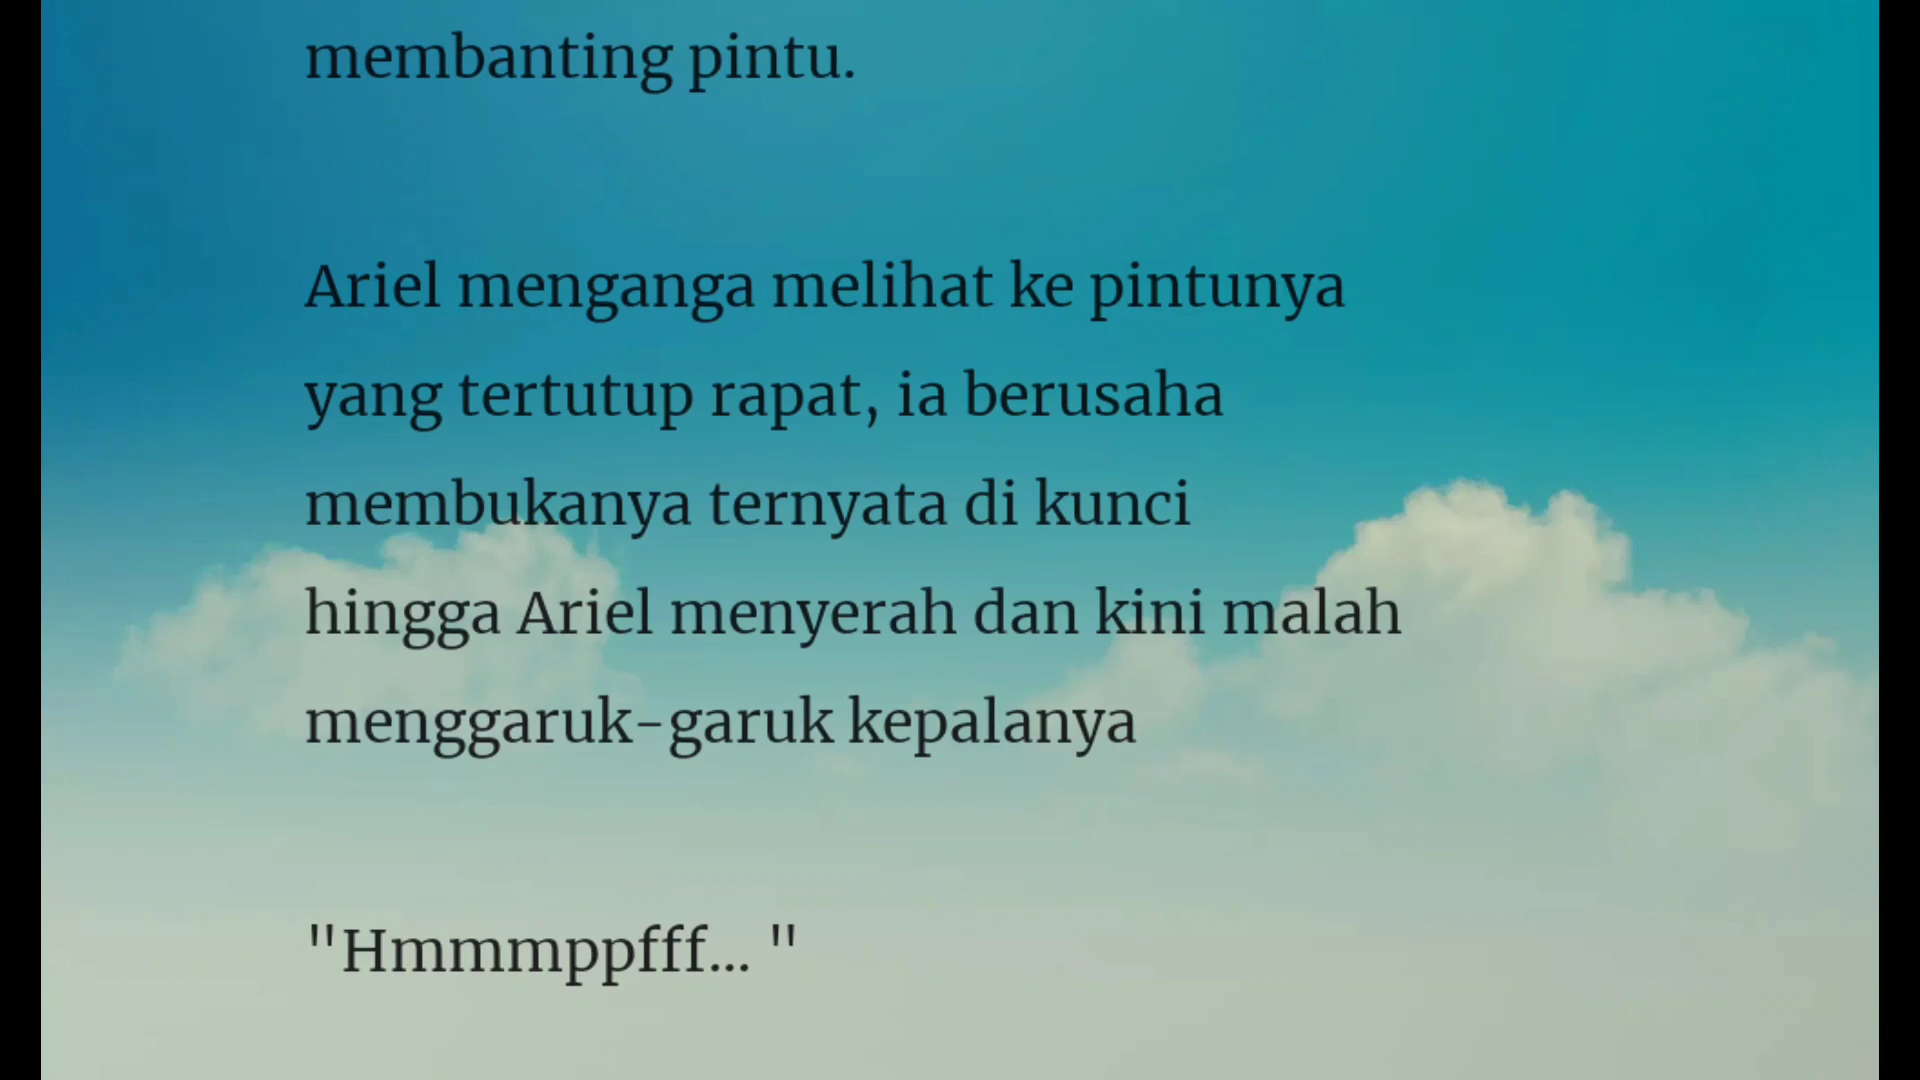 membanting pintu.
Ariel menganga melihat ke pintunya
yang tertutup rapat, ia berusaha
membukanya ternyata di kunci
hingga Ariel menyerah dan kini malah
menggaruk-garuk kepalanya
"Hmmmppfff... "